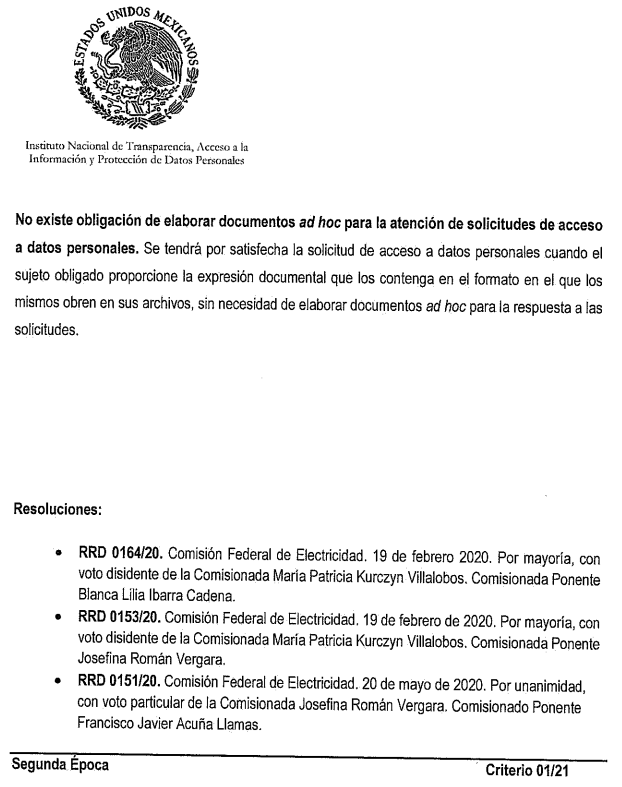 ESTADOS UNIDOS MEXICANOS
Instituto Nacional de Transparencia, Acceso a la
Información y Protección de Datos Personales
No existe obligación de elaborar documentos ad hoc para la atención de solicitudes de acceso
a datos personales. Se tendrá por satisfecha la solicitud de acceso a datos personales cuando el
sujeto obligado proporcione la expresión documental que los contenga en el formato en el que los
mismos obren en sus archivos, sin necesidad de elaborar documentos ad hoc para la respuesta a las
solicitudes.
Resoluciones:
• RRD 0164/20. Comisión Federal de Electricidad. 19 de febrero 2020. Por mayoría, con
voto disidente de la Comisionada María Patricia Kurczyn Villalobos. Comisionada Ponente
Blanca Lilia Ibarra Cadena.
• RRD 0153/20. Comisión Federal de Electricidad. 19 de febrero de 2020. Por mayoría, con
voto disidente de la Comisionada María Patricia Kurczyn Villalobos. Comisionada Ponente
Josefina Román Vergara.
• RRD 0151/20. Comisión Federal de Electricidad. 20 de mayo de 2020. Por unanimidad,
con voto particular de la Comisionada Josefina Román Vergara. Comisionado Ponente
Francisco Javier Acuña Llamas.
Segunda Época
Criterio 01/21